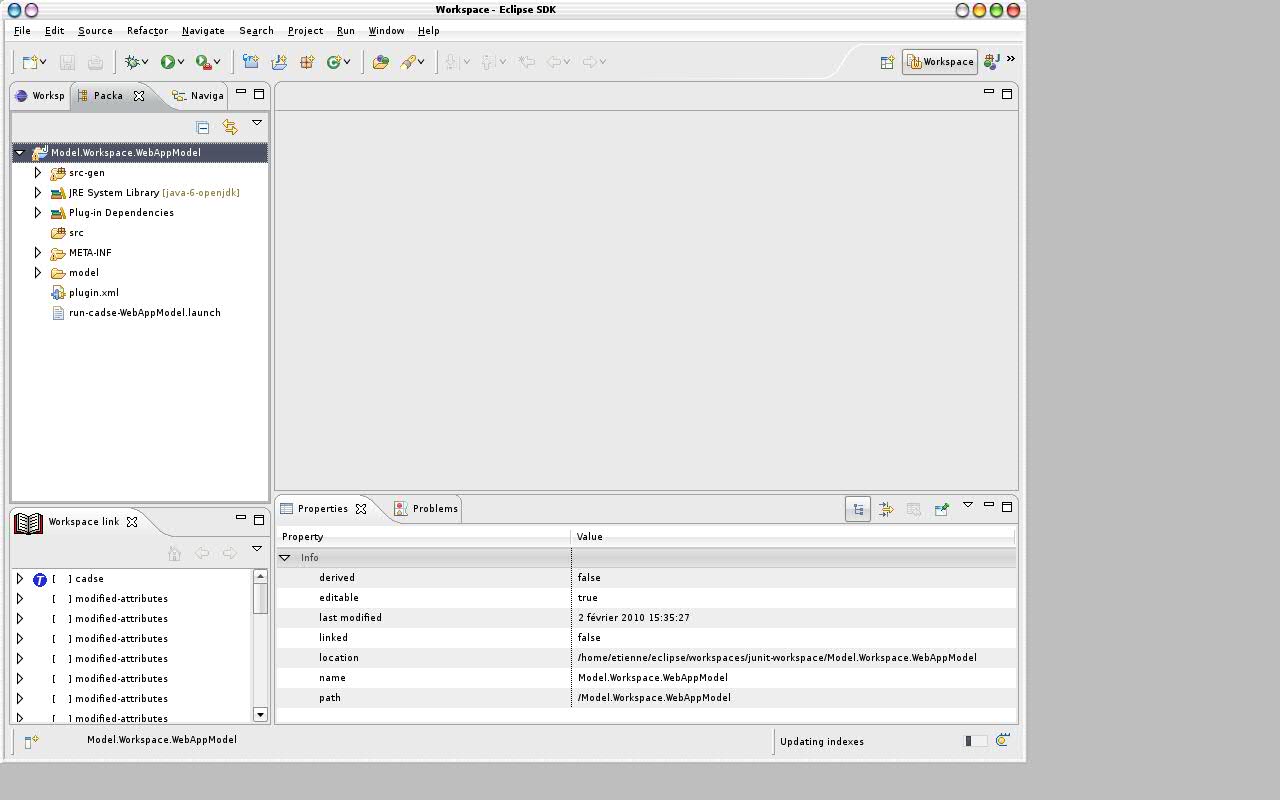 Workspace - Eclipse SDK
File Edit Source Refactor Navigate Search Project Run Window Help
Workspace J »
Worksp Packa Naviga
Model.Workspace.WebAppModel
src-gen
JRE System Library [java-6-openjdk]
Plug-in Dependencies
src
META-INF
model
plugin.xml
run-cadse-WebAppModel.launch
Workspace link
T [ ] cadse
[ ] modified-attributes
[ ] modified-attributes
[ ] modified-attributes
[ ] modified-attributes
[ ] modified-attributes
[ ] modified-attributes
[ ] modified-attributes
Properties Problems
Property Value
Info
derived false
editable true
last modified 2 février 2010 15:35:27
linked false
location /home/etienne/eclipse/workspaces/junit-workspace/Model.Workspace.WebAppModel
name Model.Workspace.WebAppModel
path /Model.Workspace.WebAppModel
Model.Workspace.WebAppModel
Updating indexes